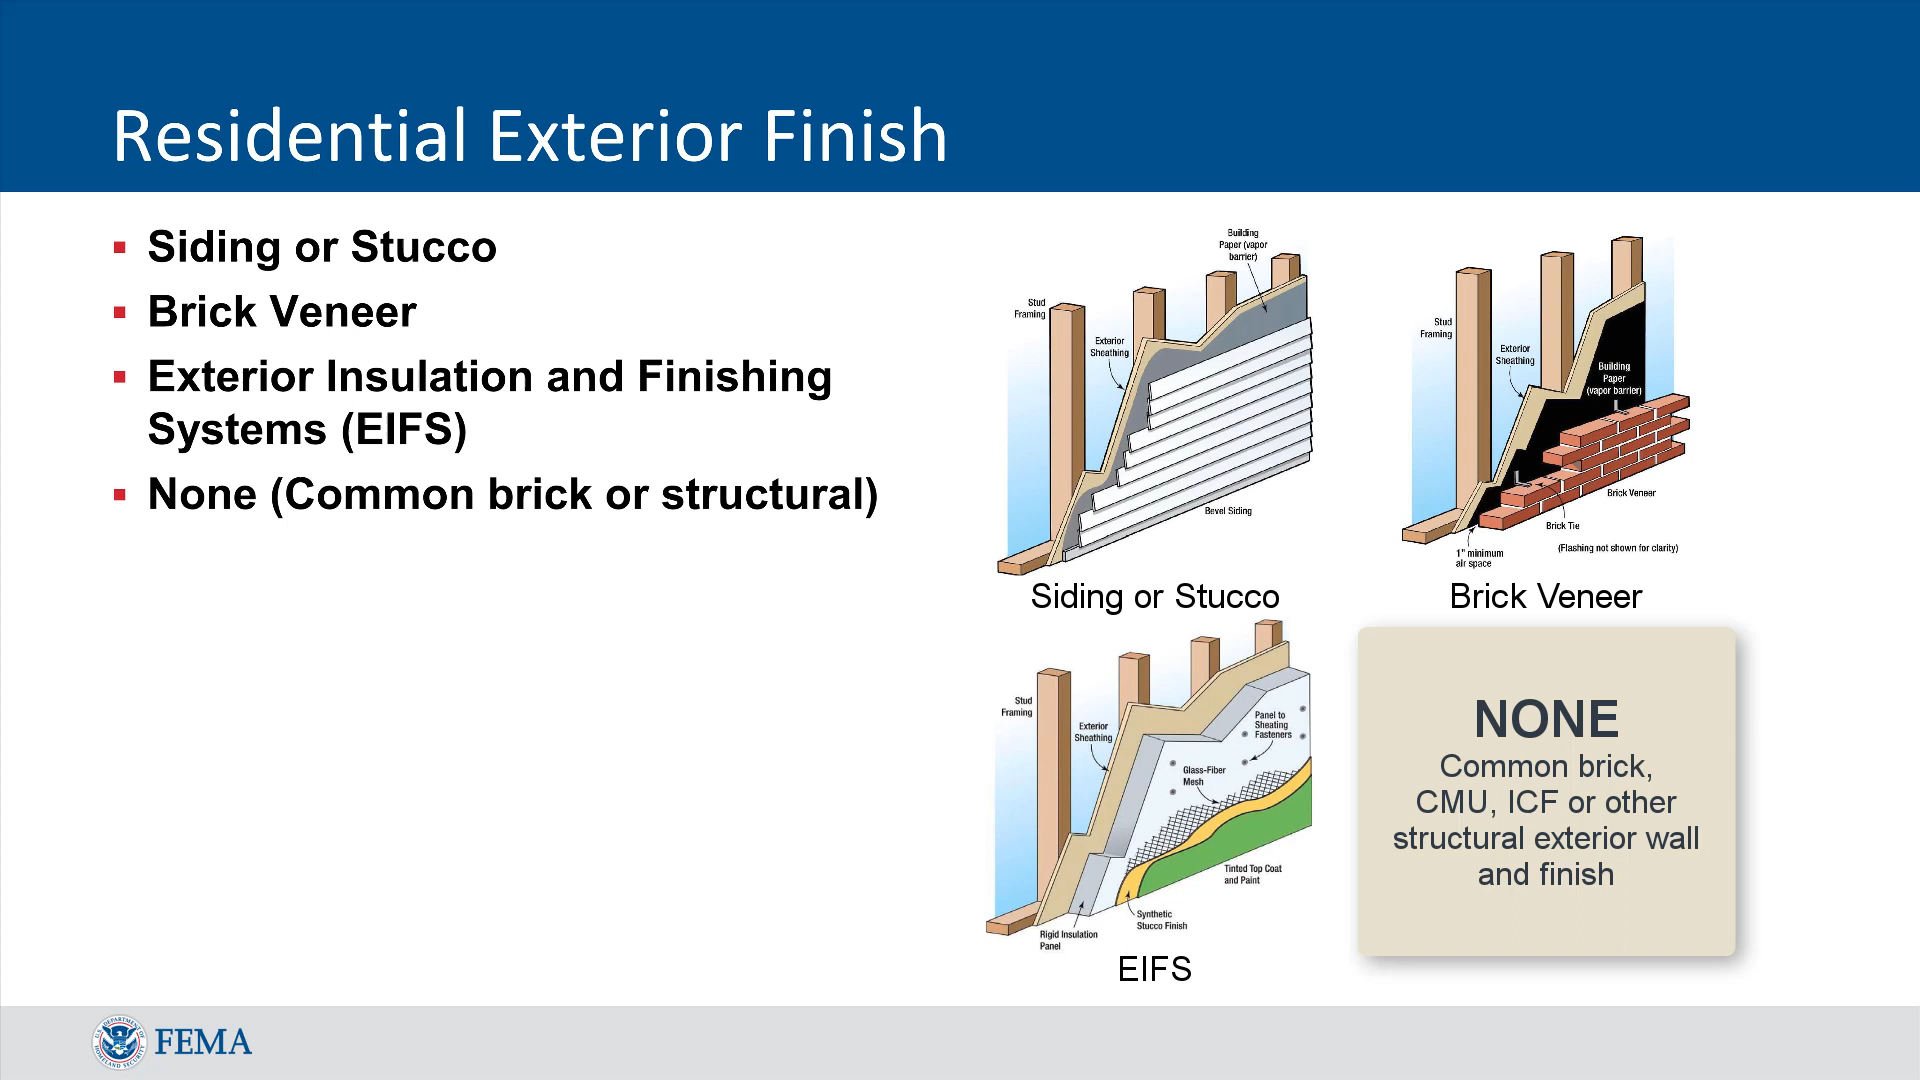 Residential Exterior Finish
Siding or Stucco
Brick Veneer
Exterior Insulation and Finishing
Systems (EIFS)
None (Common brick or structural)
Building
Paper (vapor
barrier)
Stud
Framing
Exterior
Sheathing
Bevel Siding
Siding or Stucco
Stud
Framing
Exterior
Sheathing
Building
Paper
(vapor barrier)
Brick Veneer
Brick Tie
(Flashing not shown for clarity)
1" minimum
air space
Brick Veneer
Stud
Framing
Exterior
Sheathing
Panel to
Sheating
Fasteners
Glass-Fiber
Mesh
Tinted Top Coat
and Paint
Synthetic
Stucco Finish
Rigid Insulation
Panel
EIFS
NONE
Common brick,
CMU, ICF or other
structural exterior wall
and finish
U.S. DEPARTMENT OF
HOMELAND SECURITY
FEMA